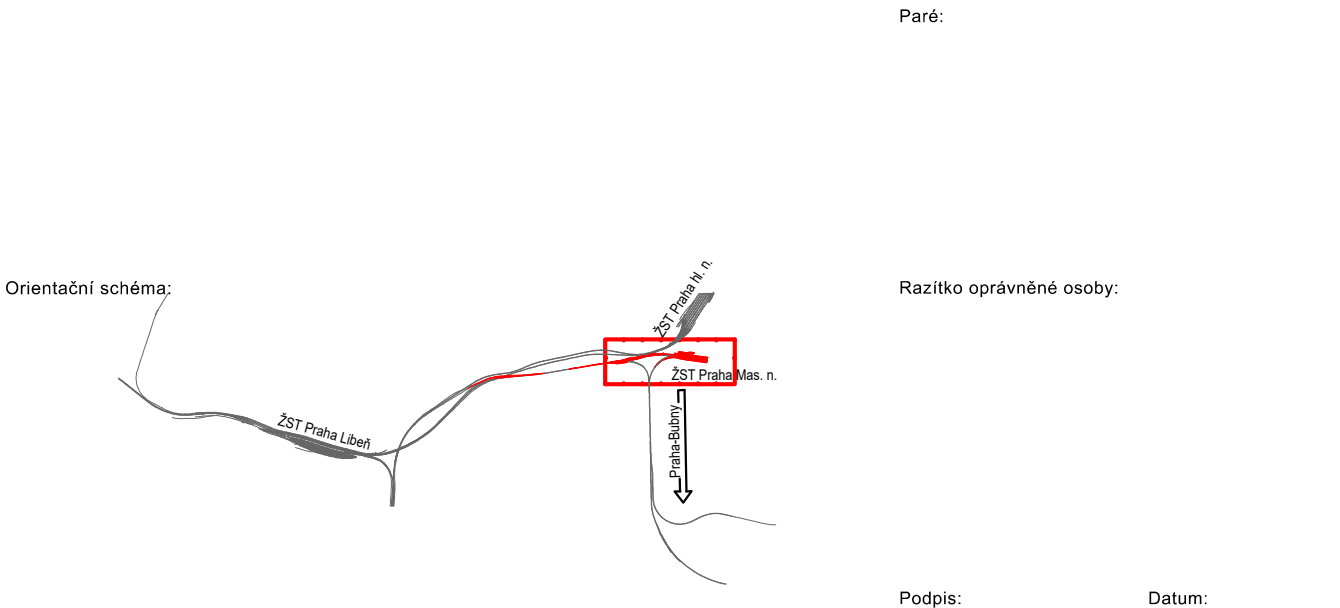 Paré:
Orientační schéma:
Razítko oprávněné osoby:
ŽST Praha hl. n.
ŽST Praha Mas. n.
ŽST Praha Libeň
Praha-Bubny
Podpis:
Datum: